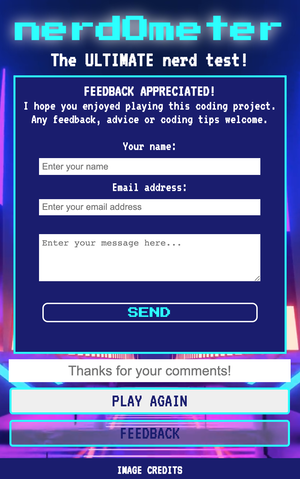 nerdOmeter
The ULTIMATE nerd test!
FEEDBACK APPRECIATED!
I hope you enjoyed playing this coding project.
Any feedback, advice or coding tips welcome.
Your name:
Enter your name
Email address:
Enter your email address
Enter your message here...
SEND
Thanks for your comments!
PLAY AGAIN
FEEDBACK
IMAGE CREDITS